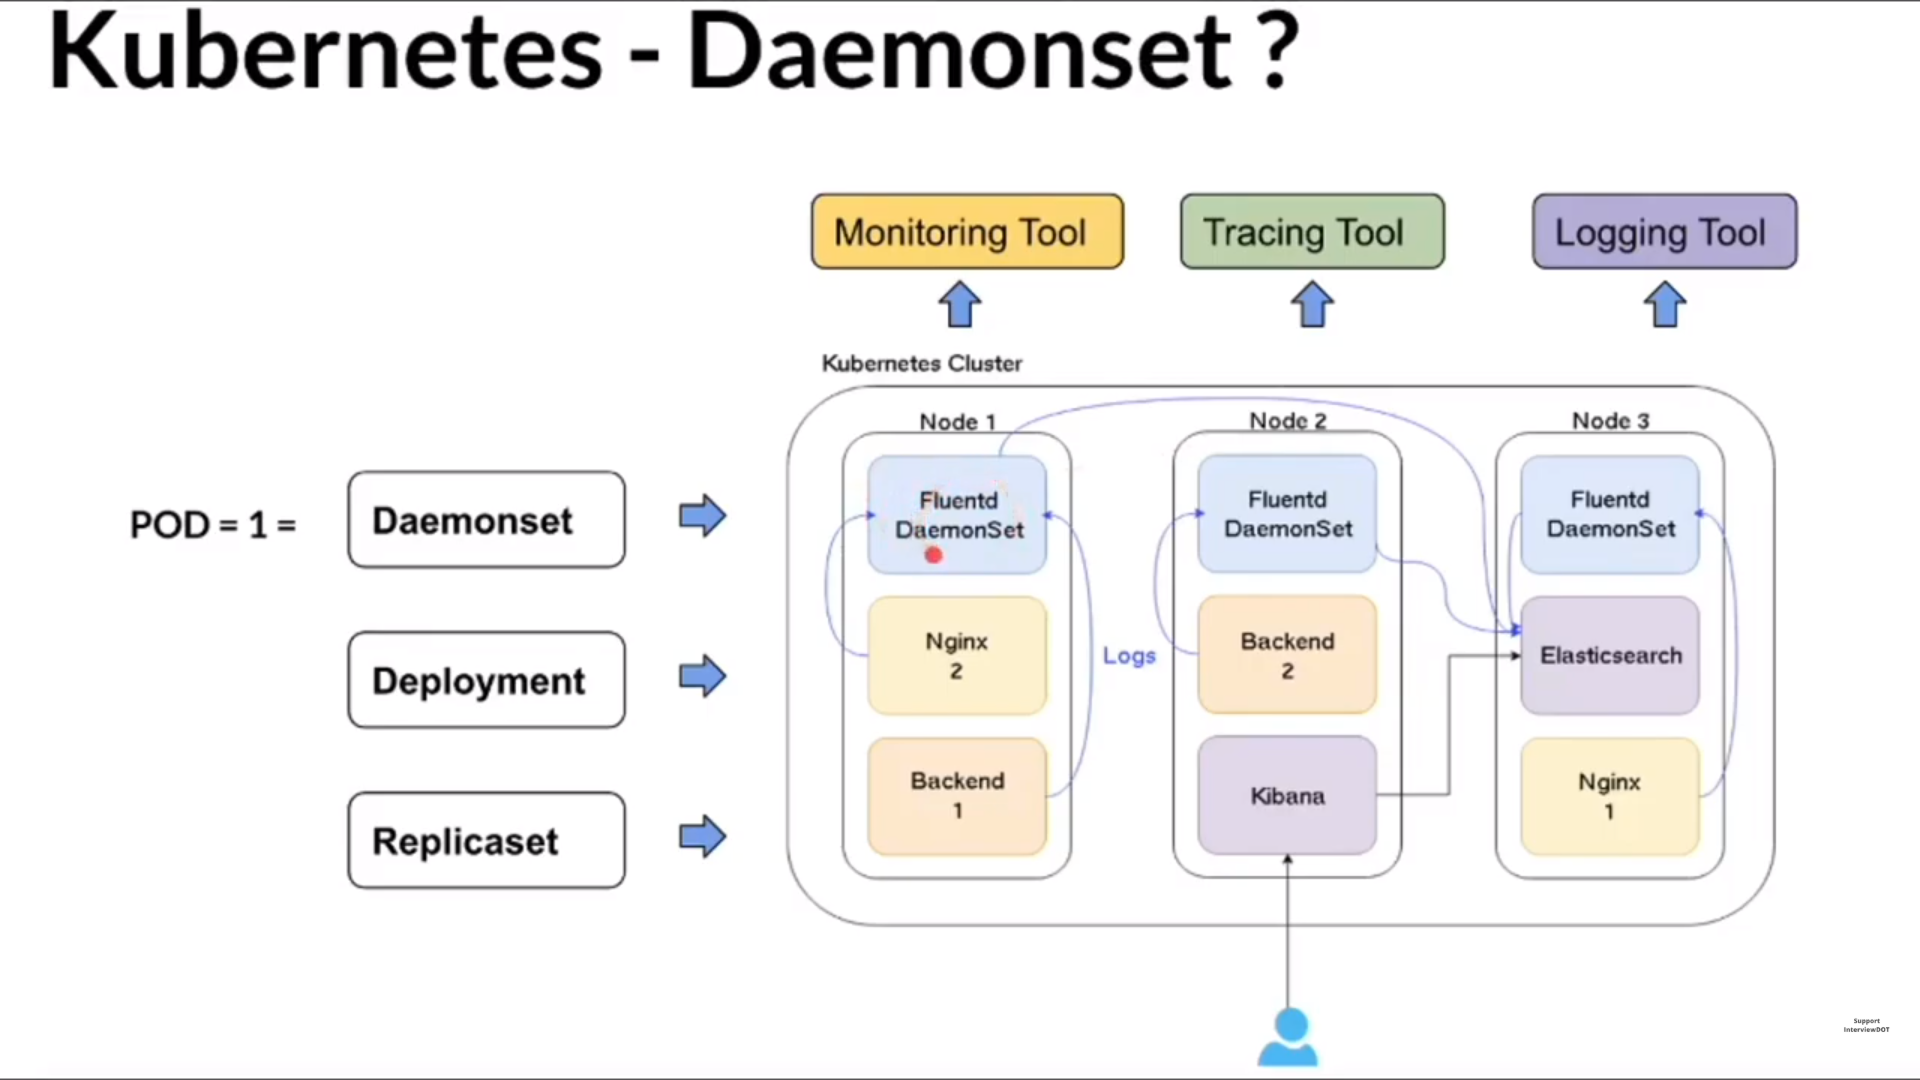 Kubernetes - Daemonset ?
Monitoring Tool
Tracing Tool
Logging Tool
Kubernetes Cluster
Node 1
Node 2
Node 3
POD = 1 =
Daemonset
Deployment
Replicaset
Fluentd
DaemonSet
Nginx
2
Backend
1
Logs
Fluentd
DaemonSet
Backend
2
Kibana
Fluentd
DaemonSet
Elasticsearch
Nginx
1
Support
InterviewDOT